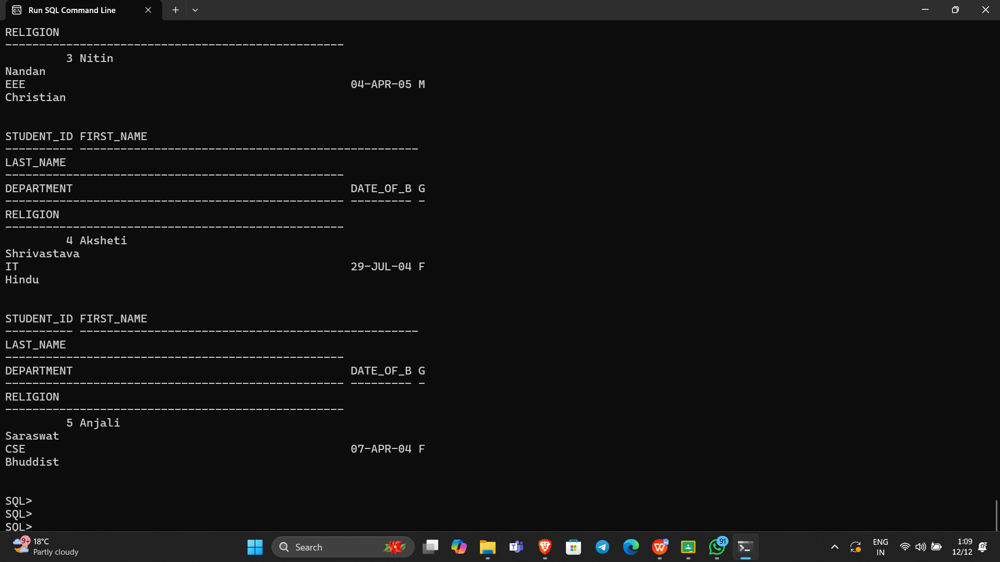 Run SQL Command Line
RELIGION
--------------------------------------------------
         3 Nitin
Nandan
EEE                                                04-APR-05 M
Christian
STUDENT_ID FIRST_NAME
---------- --------------------------------------------------
LAST_NAME
--------------------------------------------------
DEPARTMENT                                         DATE_OF_B G
-------------------------------------------------- --------- -
RELIGION
--------------------------------------------------
         4 Aksheti
Shrivastava
IT                                                 29-JUL-04 F
Hindu
STUDENT_ID FIRST_NAME
---------- --------------------------------------------------
LAST_NAME
--------------------------------------------------
DEPARTMENT                                         DATE_OF_B G
-------------------------------------------------- --------- -
RELIGION
--------------------------------------------------
         5 Anjali
Saraswat
CSE                                                07-APR-04 F
Bhuddist
SQL>
SQL>
SQL>
9+ 18°C
Partly cloudy
Search
91
ENG
IN
1:09
12/12